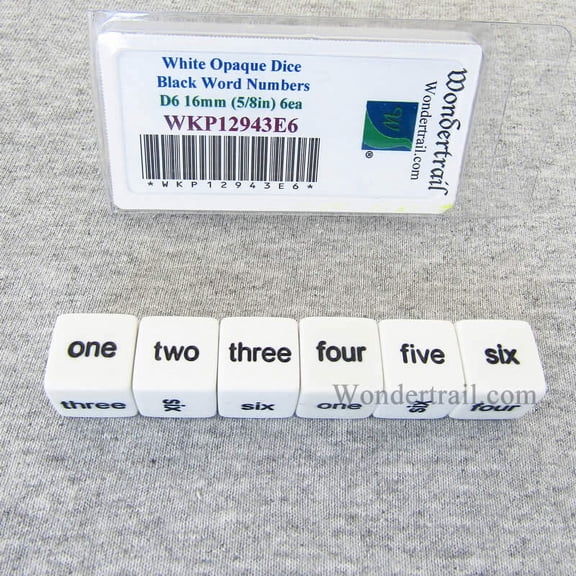 White Opaque Dice
Black Word Numbers
D6 16mm (5/8in) 6ea
WKP12943E6
*WKP12943E6*
Wondertrail
Wondertrail.com
W
®
one two three four five six
three six six one six four
Wondertrail.com